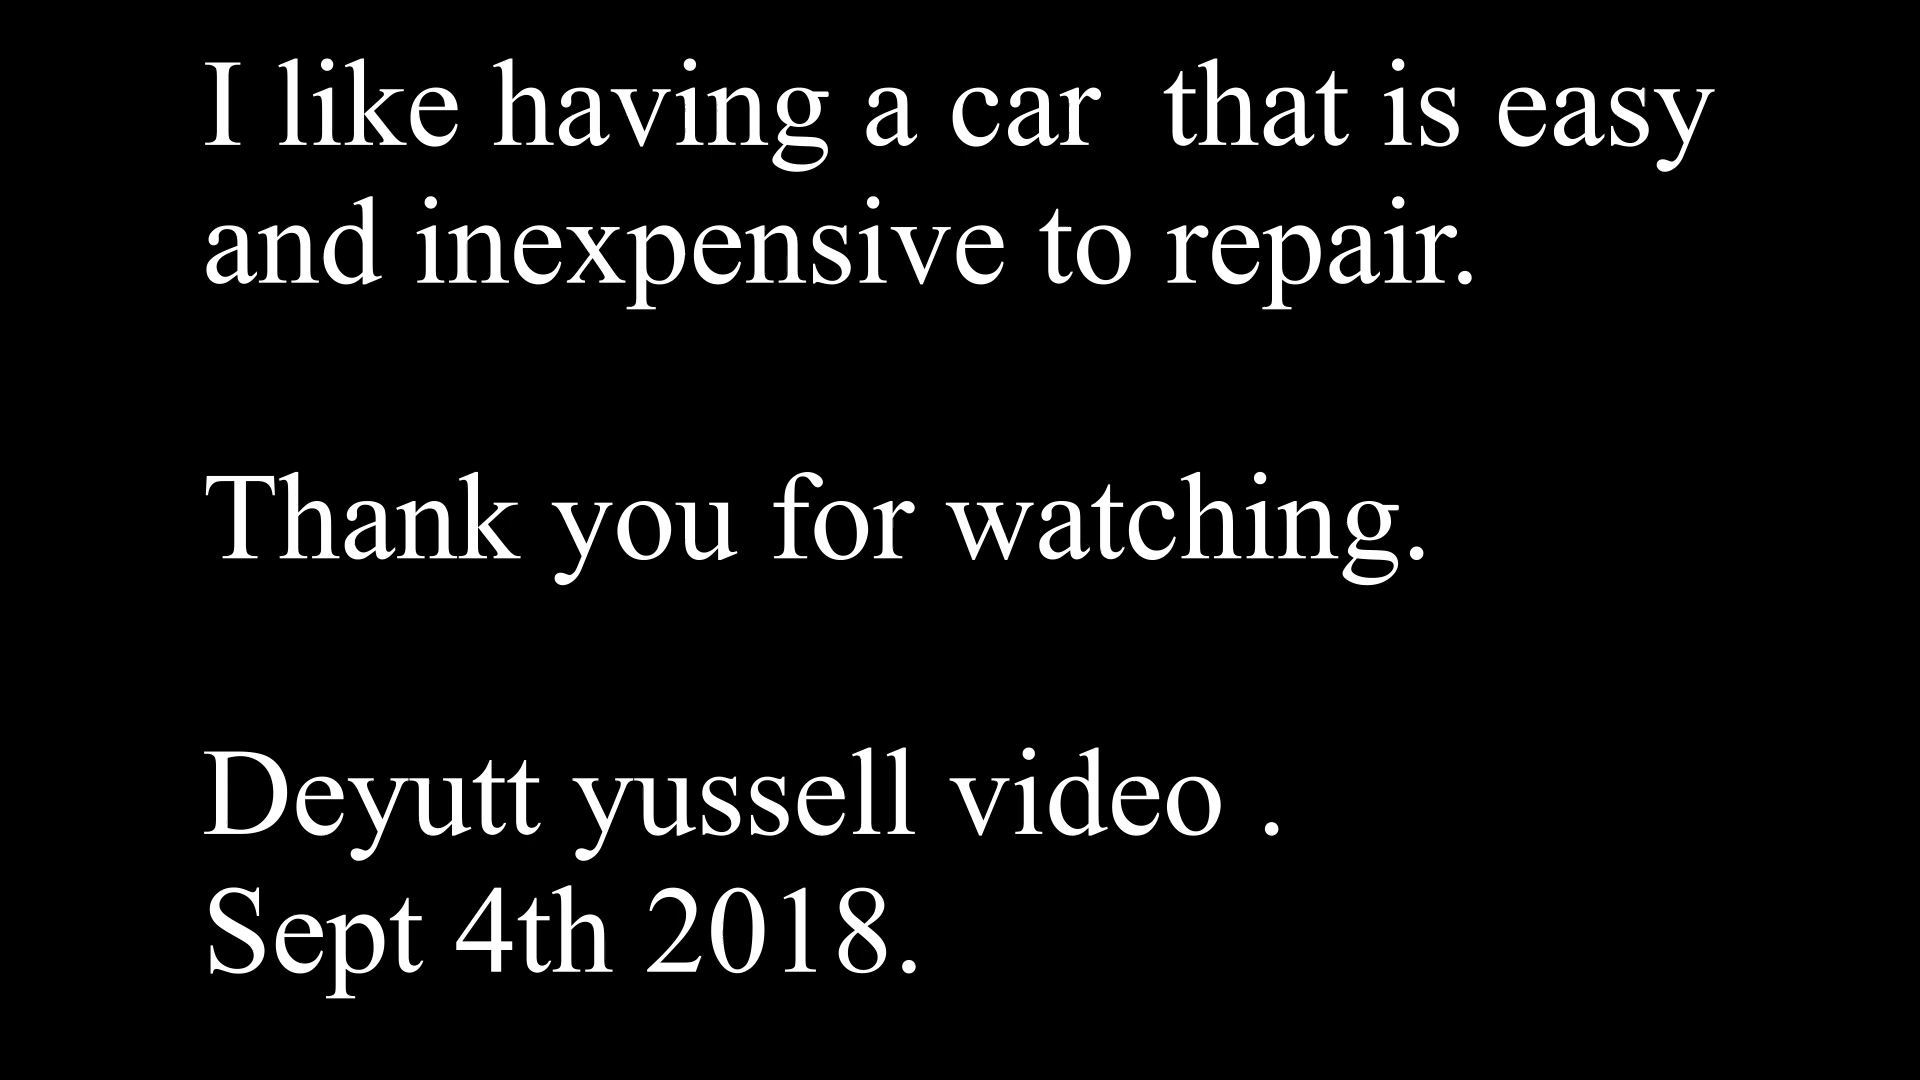 I like having a car  that is easy
and inexpensive to repair.
Thank you for watching.
Deyutt yussell video .
Sept 4th 2018.